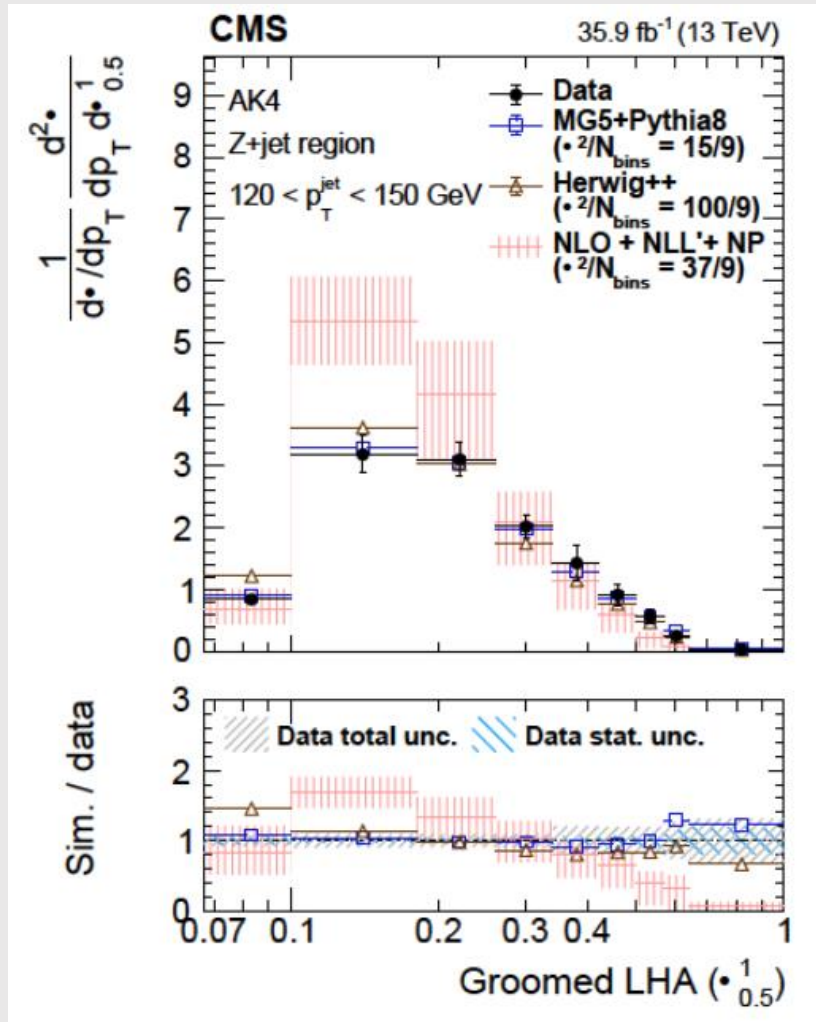 CMS 35.9 fb⁻¹ (13 TeV)
1 d²•
dσ•/dp_T dp_T d•¹₀.₅
AK4
Z+jet region
120 < p_T^jet < 150 GeV
Data
MG5+Pythia8
(•²/N_bins = 15/9)
Herwig++
(•²/N_bins = 100/9)
NLO + NLL'+ NP
(•²/N_bins = 37/9)
9
8
7
6
5
4
3
2
1
0
Sim. / data
Data total unc. Data stat. unc.
3
2
1
0
0.07 0.1 0.2 0.3 0.4 1
Groomed LHA (•¹₀.₅)